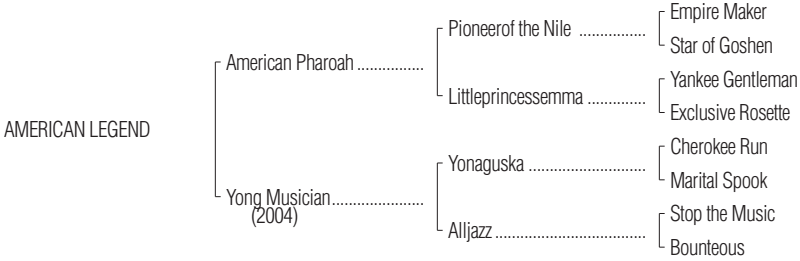 Empire Maker
Pioneerof the Nile ................
Star of Goshen
American Pharoah ................
Yankee Gentleman
Littleprincessemma ..............
Exclusive Rosette
AMERICAN LEGEND
Cherokee Run
Yonaguska ............................
Marital Spook
Yong Musician......................
(2004)
Stop the Music
Alljazz ....................................
Bounteous